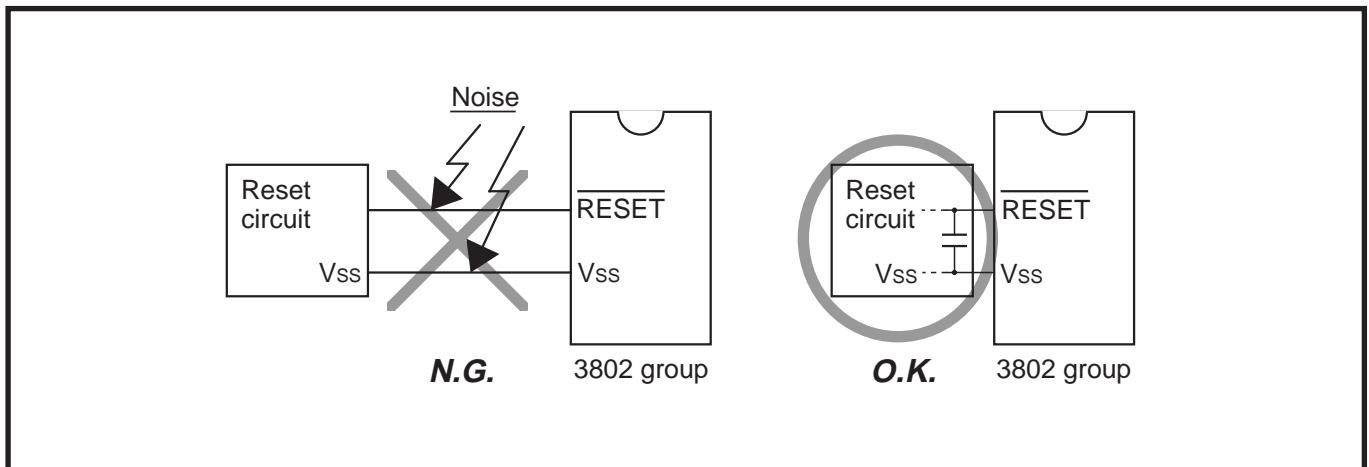 Noise
Reset
circuit
RESET
Vss
Vss
N.G.
3802 group
Reset
circuit
RESET
Vss
Vss
O.K.
3802 group